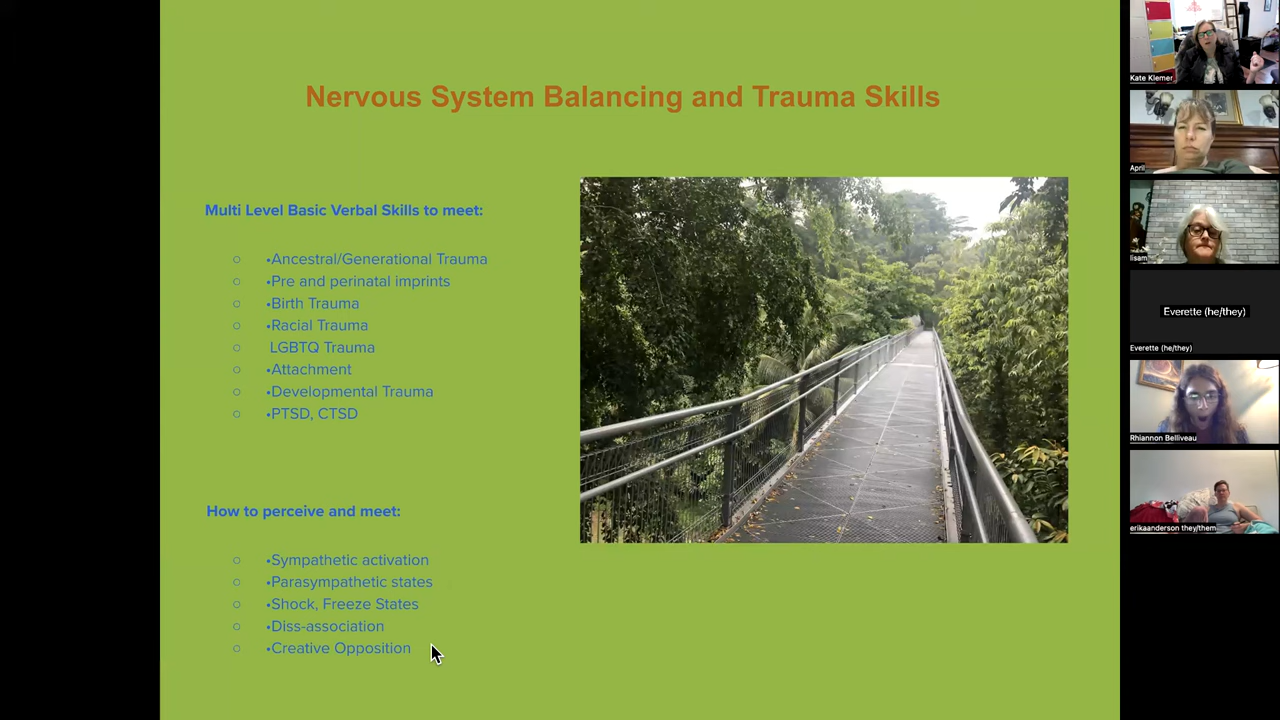 Nervous System Balancing and Trauma Skills
Multi Level Basic Verbal Skills to meet:
○ •Ancestral/Generational Trauma
○ •Pre and perinatal imprints
○ •Birth Trauma
○ •Racial Trauma
○ LGBTQ Trauma
○ •Attachment
○ •Developmental Trauma
○ •PTSD, CTSD
How to perceive and meet:
○ •Sympathetic activation
○ •Parasympathetic states
○ •Shock, Freeze States
○ •Diss-association
○ •Creative Opposition
Kate Klemer
April
lisam
Everette (he/they)
Everette (he/they)
Rhiannon Belliveau
erikaanderson they/them